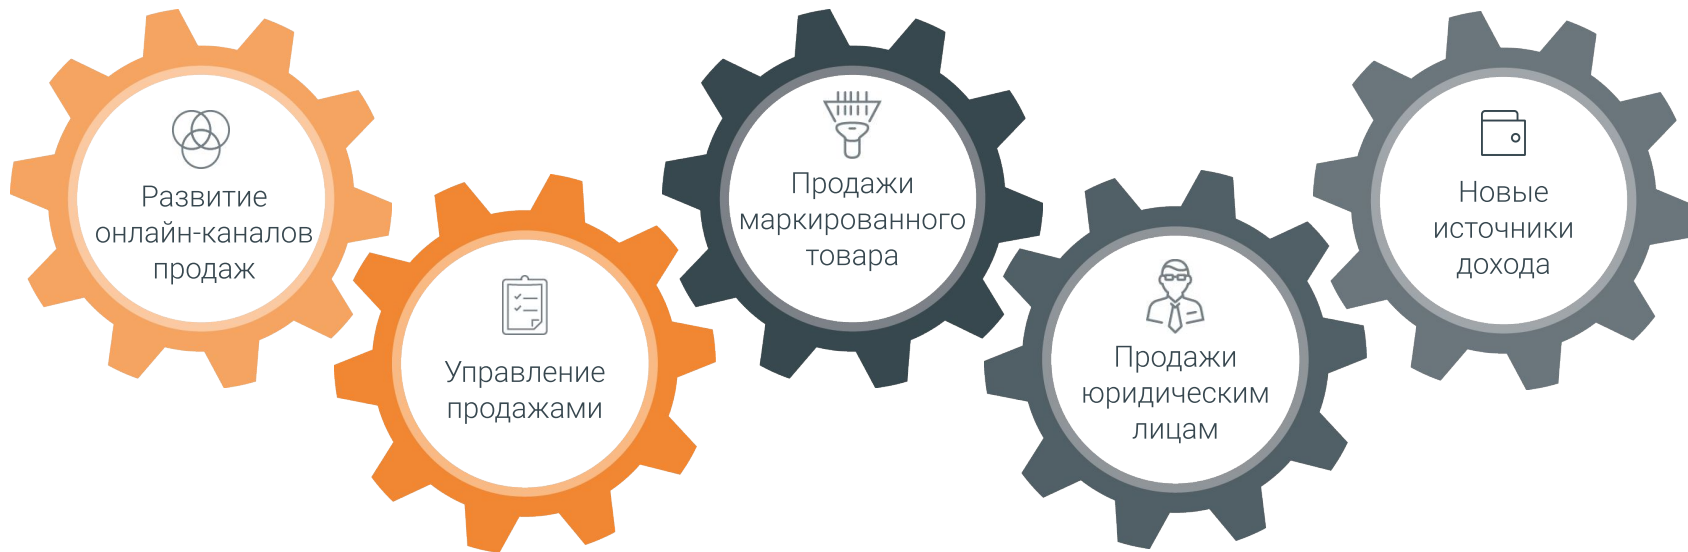 Развитие
онлайн-каналов
продаж
Управление
продажами
Продажи
маркированного
товара
Продажи
юридическим
лицам
Новые
источники
дохода